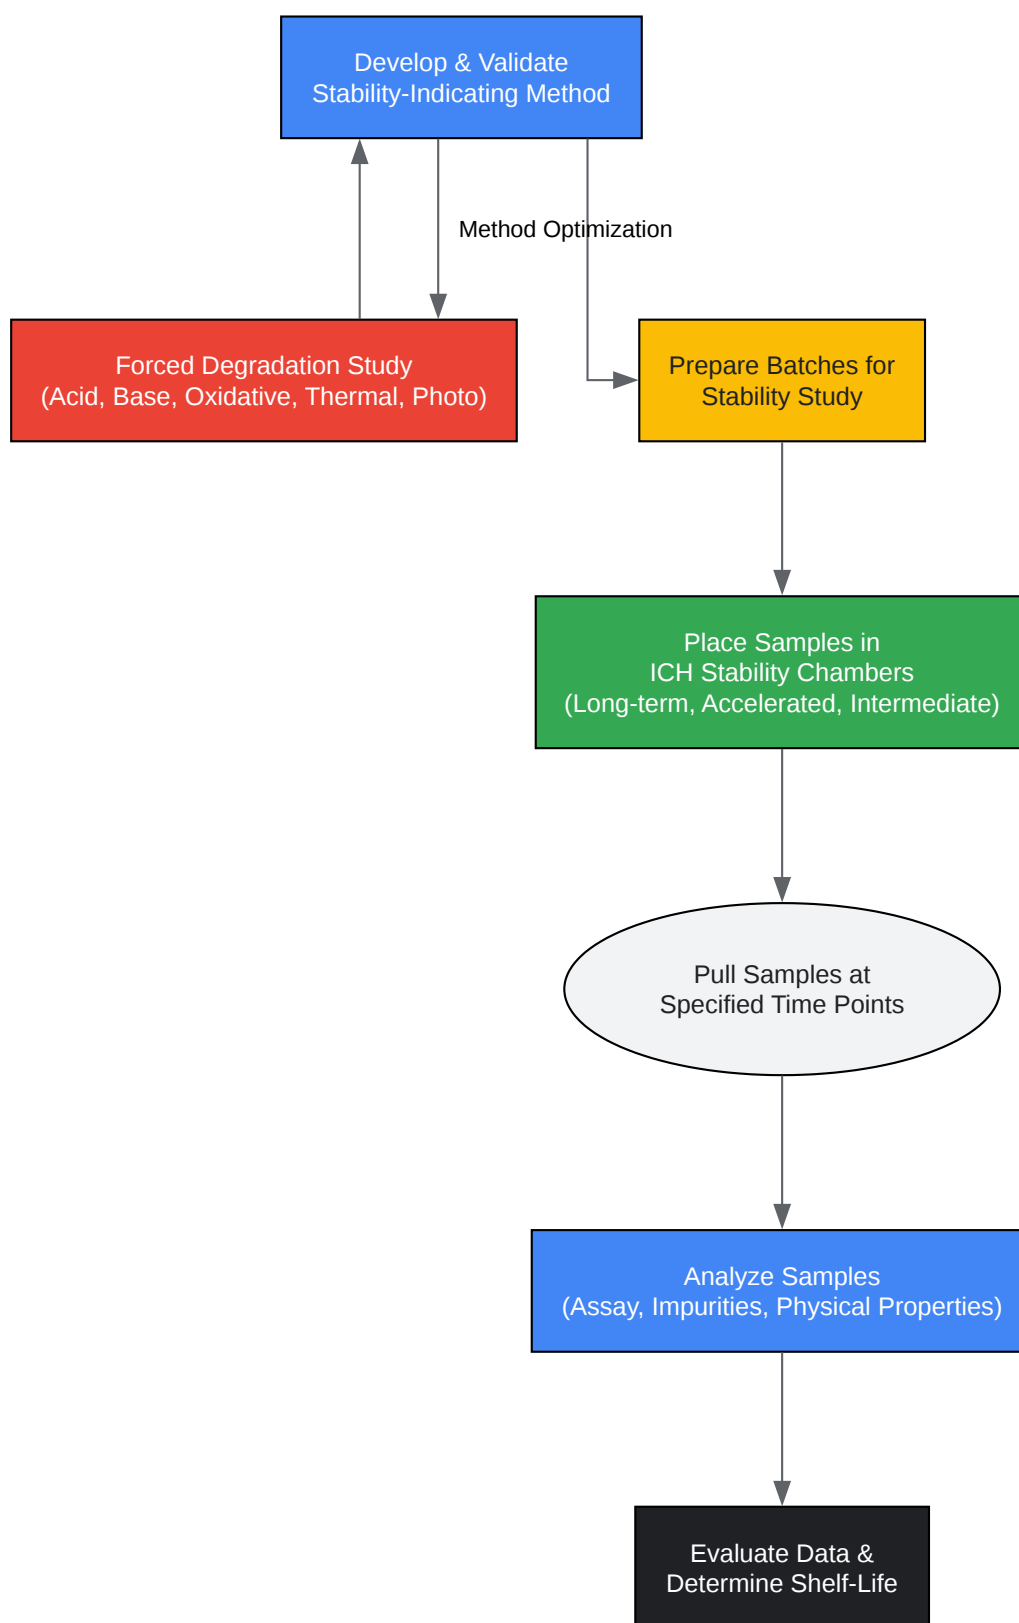 Develop & Validate
Stability-Indicating Method
Method Optimization
Forced Degradation Study
(Acid, Base, Oxidative, Thermal, Photo)
Prepare Batches for
Stability Study
Place Samples in
ICH Stability Chambers
(Long-term, Accelerated, Intermediate)
Pull Samples at
Specified Time Points
Analyze Samples
(Assay, Impurities, Physical Properties)
Evaluate Data &
Determine Shelf-Life